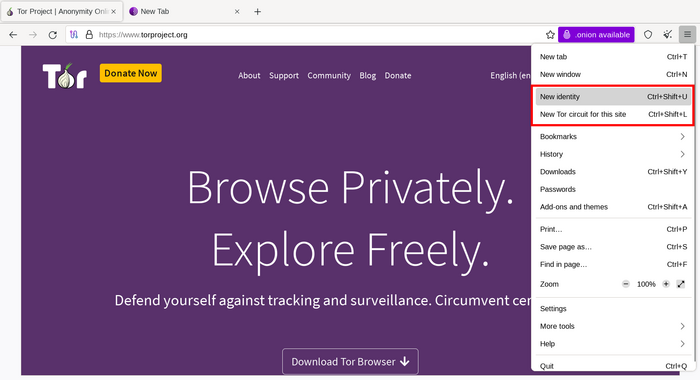 Tor Project | Anonymity Onl
New Tab
https://www.torproject.org
.onion available
Tor
Donate Now
About
Support
Community
Blog
Donate
English (en
Browse Privately.
Explore Freely.
Defend yourself against tracking and surveillance. Circumvent cen
Download Tor Browser
New tab Ctrl+T
New window Ctrl+N
New identity Ctrl+Shift+U
New Tor circuit for this site Ctrl+Shift+L
Bookmarks
History
Downloads Ctrl+Shift+Y
Passwords
Add-ons and themes Ctrl+Shift+A
Print… Ctrl+P
Save page as… Ctrl+S
Find in page… Ctrl+F
Zoom 100%
Settings
More tools
Help
Quit Ctrl+Q